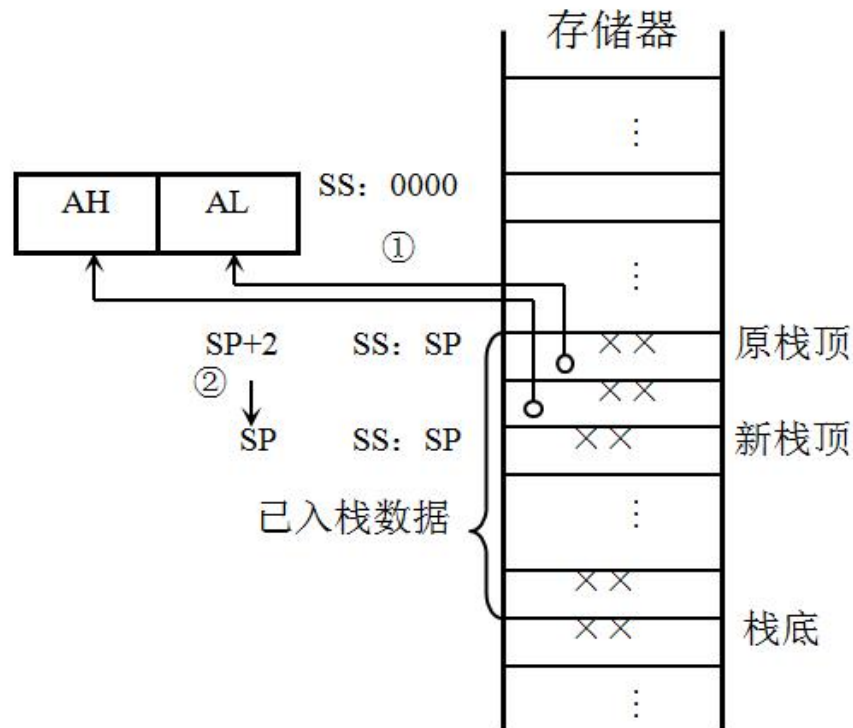 存储器
⋮
AH AL SS：0000
①
⋮
SP+2 SS：SP ×× 原栈顶
② ××
SP SS：SP ×× 新栈顶
已入栈数据 ⋮
××
×× 栈底
⋮